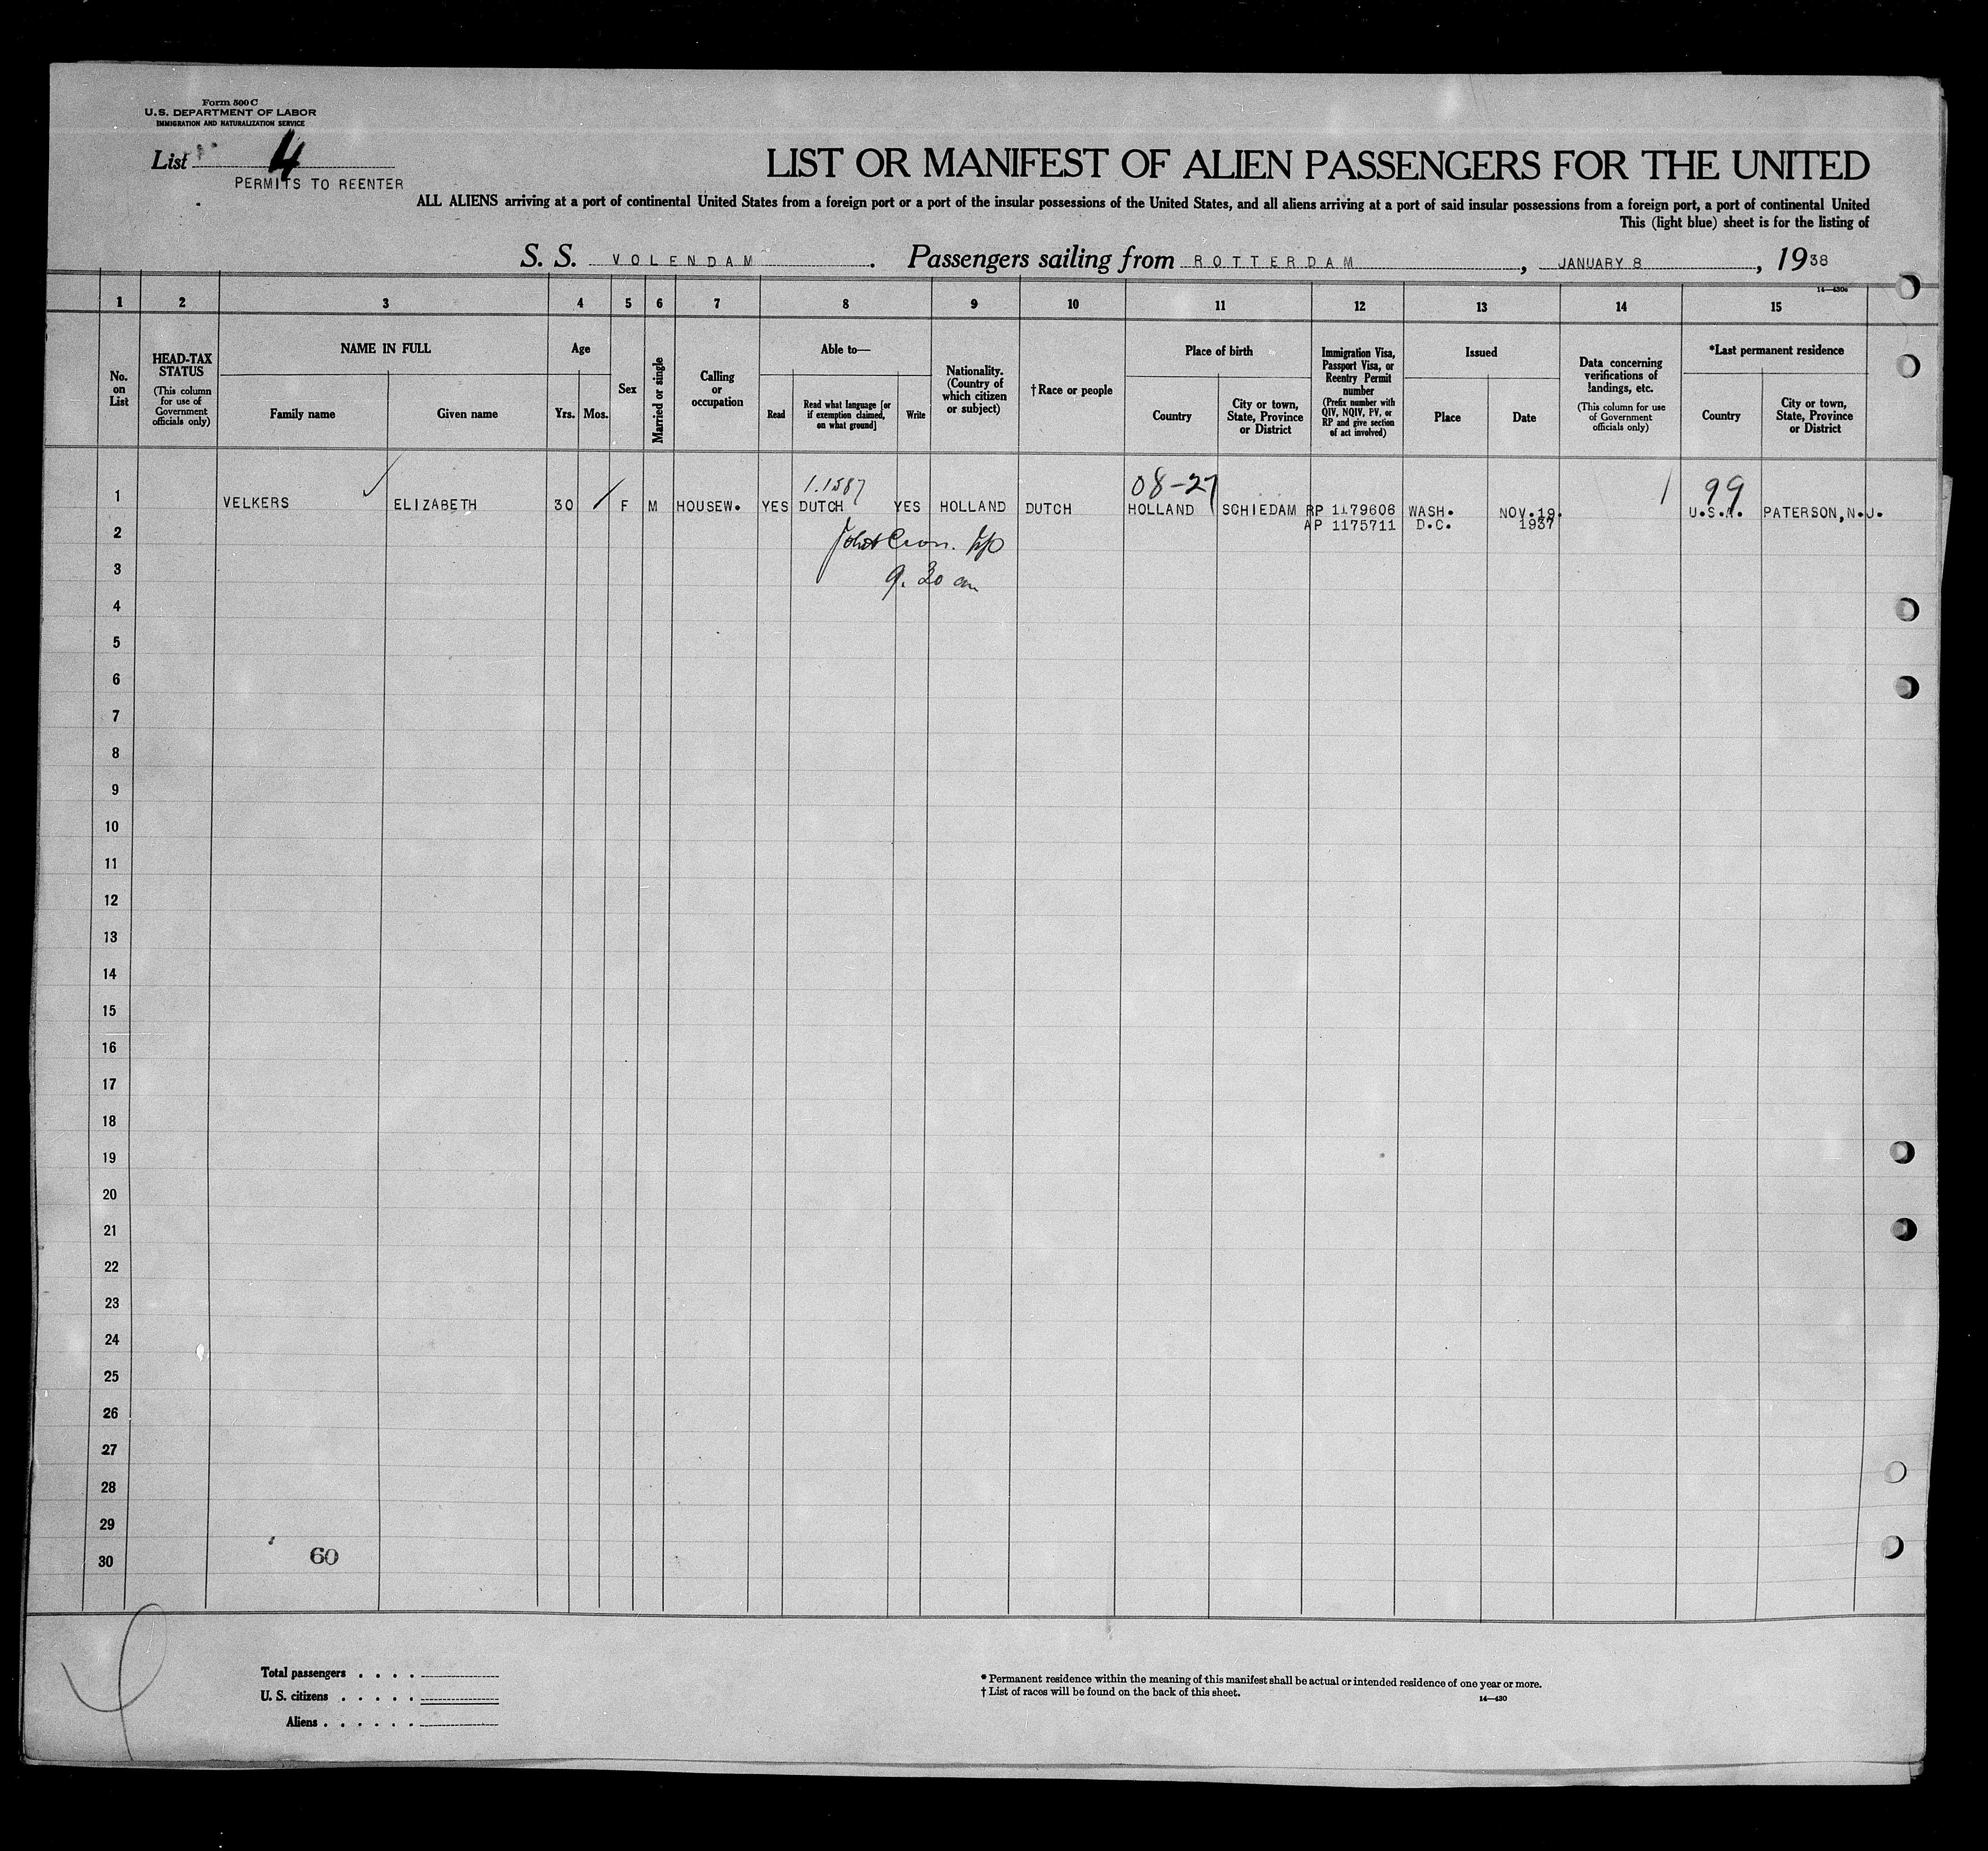 Form 500 C
U. S. DEPARTMENT OF LABOR
IMMIGRATION AND NATURALIZATION SERVICE
List 4
PERMITS TO REENTER
LIST OR MANIFEST OF ALIEN PASSENGERS FOR THE UNITED
ALL ALIENS arriving at a port of continental United States from a foreign port or a port of the insular possessions of the United States, and all aliens arriving at a port of said insular possessions from a foreign port, a port of continental United
This (light blue) sheet is for the listing of
S. S. VOLENDAM . Passengers sailing from ROTTERDAM , JANUARY 8 , 1938
14—430c
1 2 3 4 5 6 7 8 9 10 11 12 13 14 15
No. on List
HEAD-TAX STATUS
(This column for use of Government officials only)
NAME IN FULL
Family name
Given name
Age
Yrs. Mos.
Sex
Married or single
Calling or occupation
Able to—
Read
Read what language [or if exemption claimed, on what ground]
Write
Nationality. (Country of which citizen or subject)
†Race or people
Place of birth
Country
City or town, State, Province or District
Immigration Visa, Passport Visa, or Reentry Permit number
(Prefix number with QIV, NQIV, PV, or RP and give section of act involved)
Issued
Place
Date
Data concerning verifications of landings, etc.
(This column for use of Government officials only)
*Last permanent residence
Country
City or town, State, Province or District
1.1587 08-27 99
1 VELKERS ELIZABETH 30 F M HOUSEW. YES DUTCH YES HOLLAND DUTCH HOLLAND SCHIEDAM RP 1179606 WASH. NOV.19. U.S.A. PATERSON,N.J.
AP 1175711 D.C. 1937
2
9.30 am
3
4
5
6
7
8
9
10
11
12
13
14
15
16
17
18
19
20
21
22
23
24
25
26
27
28
29
30 60
Total passengers . . . .
U. S. citizens . . . . .
Aliens . . . . . .
* Permanent residence within the meaning of this manifest shall be actual or intended residence of one year or more.
† List of races will be found on the back of this sheet.
14—430